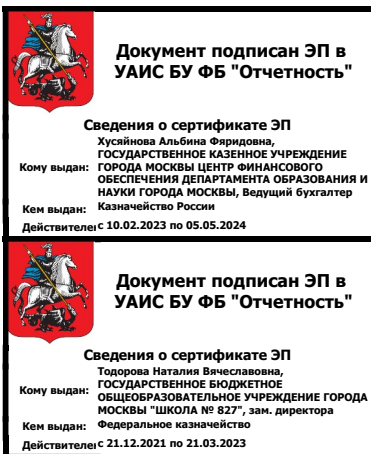 Документ подписан ЭП в
УАИС БУ ФБ "Отчетность"
Сведения о сертификате ЭП
Кому выдан:
Хусяйнова Альбина Фяридовна,
ГОСУДАРСТВЕННОЕ КАЗЕННОЕ УЧРЕЖДЕНИЕ
ГОРОДА МОСКВЫ ЦЕНТР ФИНАНСОВОГО
ОБЕСПЕЧЕНИЯ ДЕПАРТАМЕНТА ОБРАЗОВАНИЯ И
НАУКИ ГОРОДА МОСКВЫ, Ведущий бухгалтер
Кем выдан: Казначейство России
Действителен с 10.02.2023 по 05.05.2024
Документ подписан ЭП в
УАИС БУ ФБ "Отчетность"
Сведения о сертификате ЭП
Кому выдан:
Тодорова Наталия Вячеславовна,
ГОСУДАРСТВЕННОЕ БЮДЖЕТНОЕ
ОБЩЕОБРАЗОВАТЕЛЬНОЕ УЧРЕЖДЕНИЕ ГОРОДА
МОСКВЫ "ШКОЛА № 827", зам. директора
Кем выдан: Федеральное казначейство
Действителен с 21.12.2021 по 21.03.2023